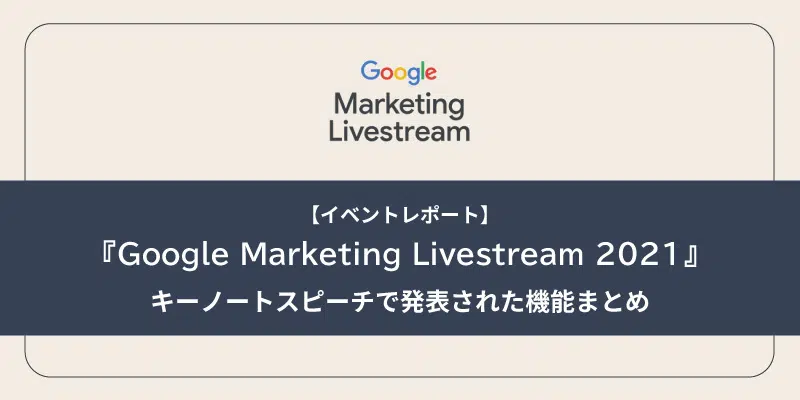 Google
Marketing
Livestream
【イベントレポート】
『Google Marketing Livestream 2021』
キーノートスピーチで発表された機能まとめ